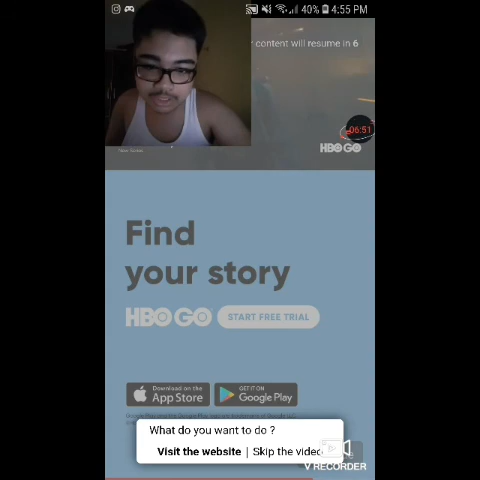 40% 4:55 PM
content will resume in 6
06:51
HBO GO
Find
your story
HBO GO START FREE TRIAL
Download on the App Store GET IT ON Google Play
What do you want to do ?
Visit the website | Skip the video
V RECORDER